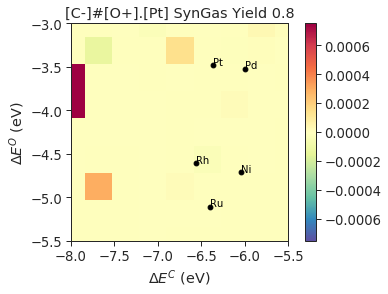 [C-]#[O+].[Pt] SynGas Yield 0.8
−3.0
−3.5
−4.0
−4.5
−5.0
−5.5
ΔE^O (eV)
Pt
Pd
Rh
Ni
Ru
−8.0 −7.5 −7.0 −6.5 −6.0 −5.5
ΔE^C (eV)
0.0006
0.0004
0.0002
0.0000
−0.0002
−0.0004
−0.0006